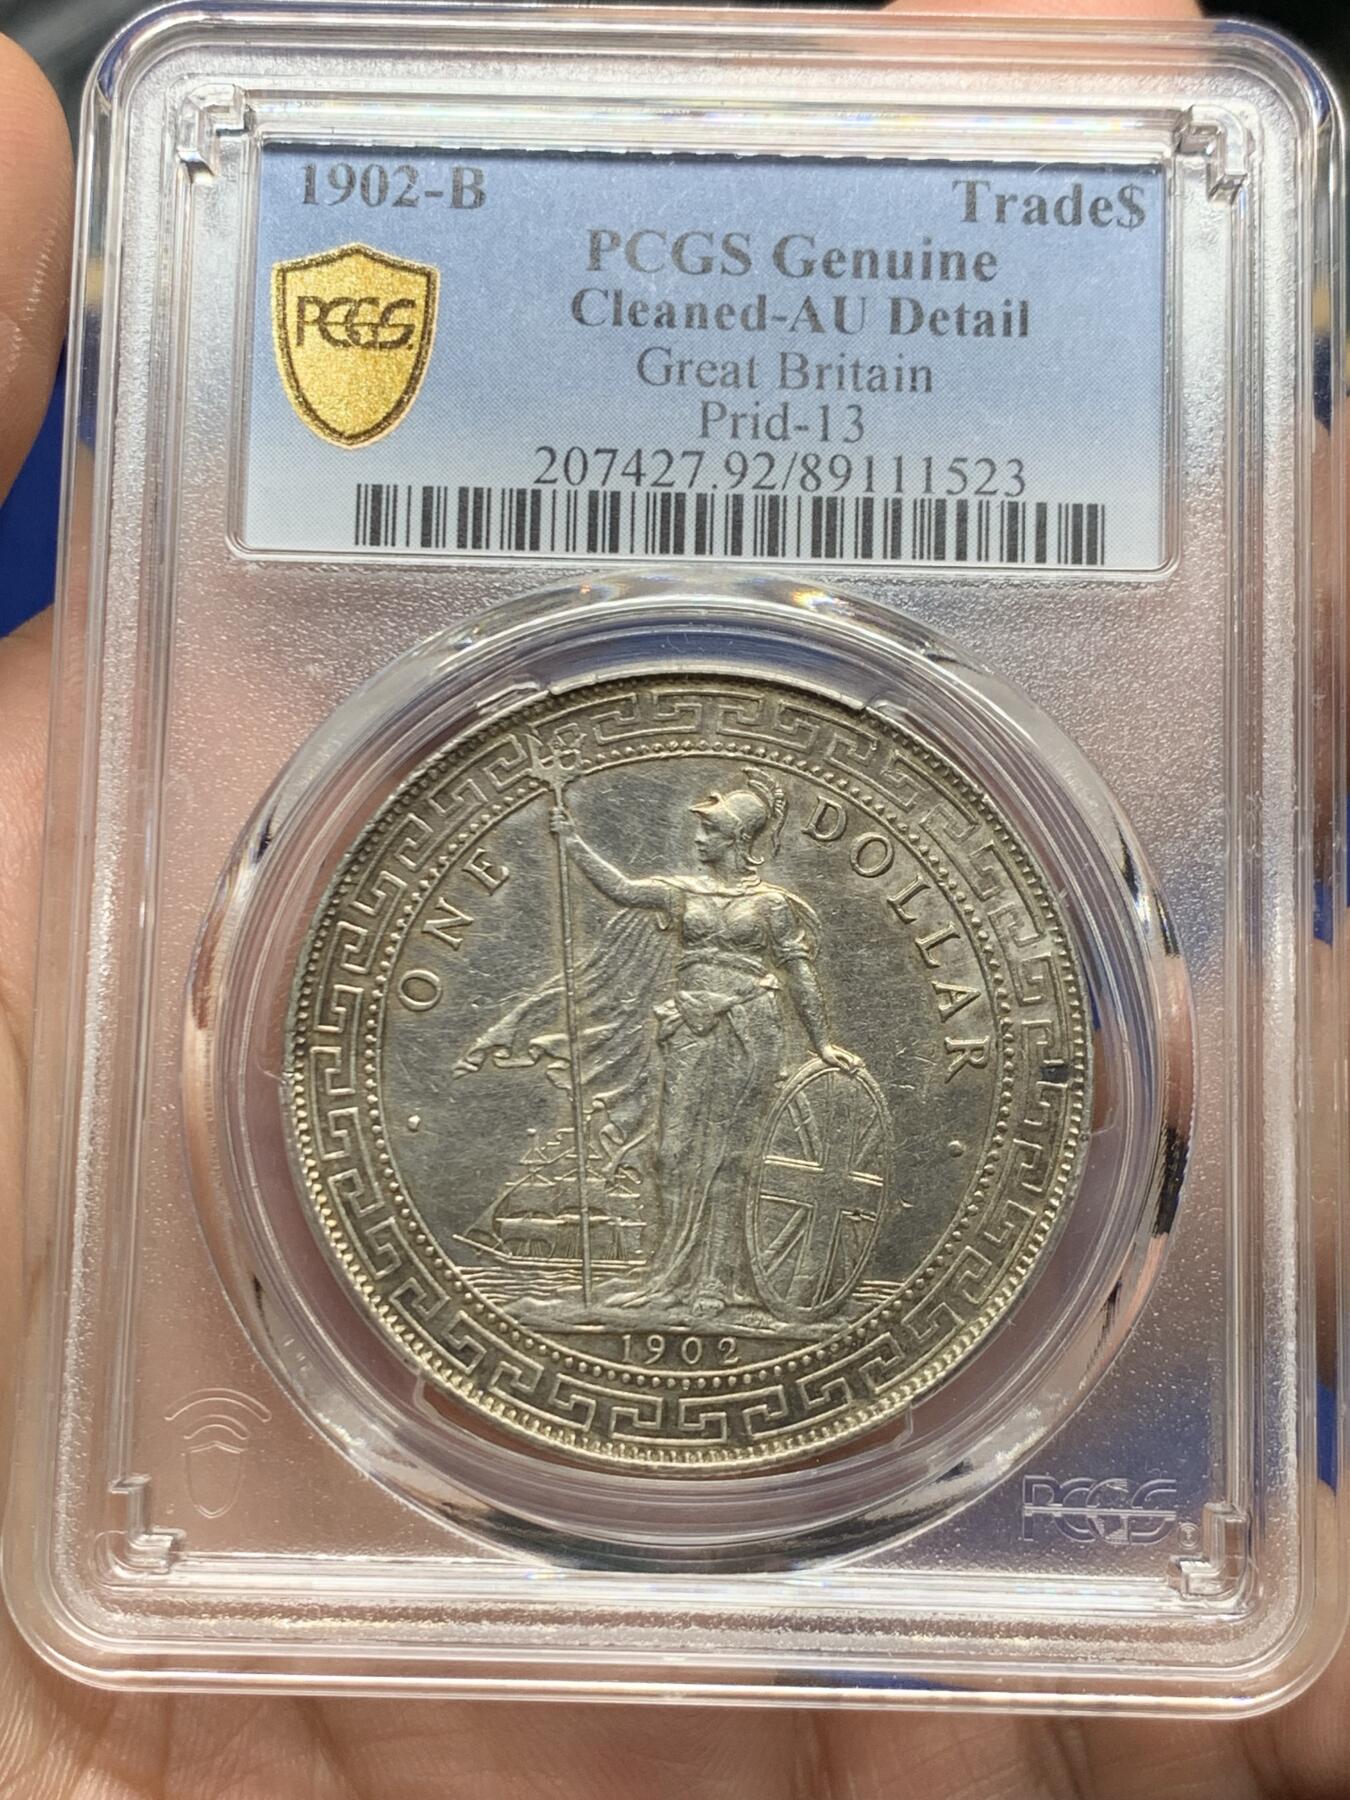 1902-B Trade$
PCGS Genuine
PCGS
Cleaned-AU Detail
Great Britain
Prid-13
207427.92/89111523
ONE DOLLAR
1902
PCGS